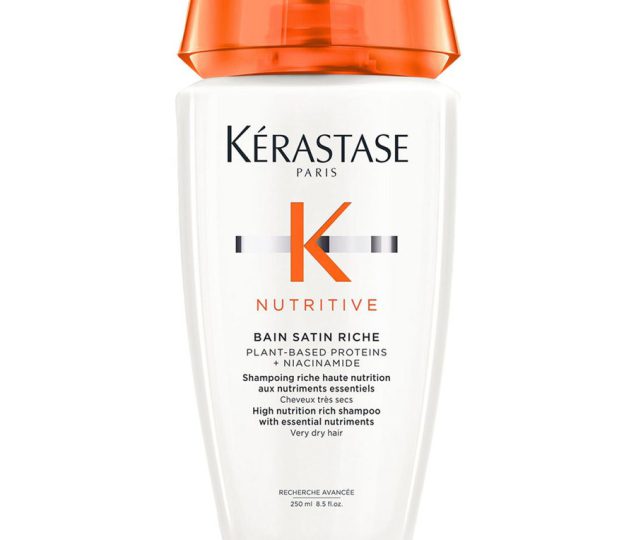 KÉRASTASE
PARIS
K
NUTRITIVE
BAIN SATIN RICHE
PLANT-BASED PROTEINS
+ NIACINAMIDE
Shampoing riche haute nutrition
aux nutriments essentiels
Cheveux très secs
High nutrition rich shampoo
with essential nutriments
Very dry hair
RECHERCHE AVANCÉE
250 ml 8.5 fl.oz.